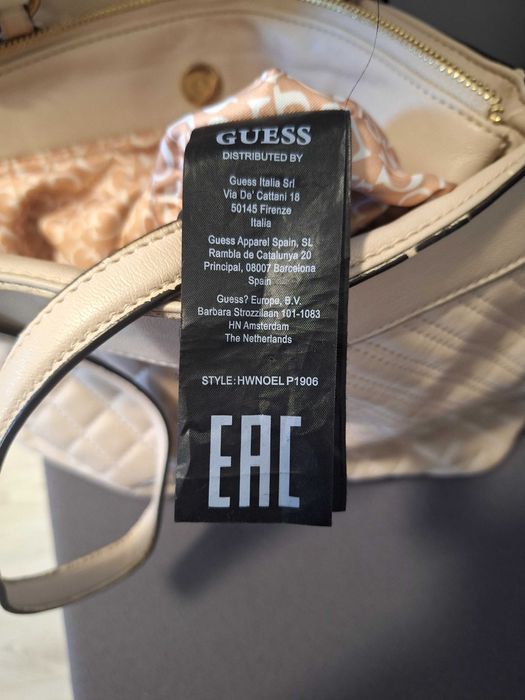 GUESS
DISTRIBUTED BY
Guess Italia Srl
Via De' Cattani 18
50145 Firenze
Italia
Guess Apparel Spain, SL
Rambla de Catalunya 20
Principal, 08007 Barcelona
Spain
Guess? Europe, B.V.
Barbara Strozzilaan 101-1083
HN Amsterdam
The Netherlands
STYLE: HWNOEL P1906
EAC